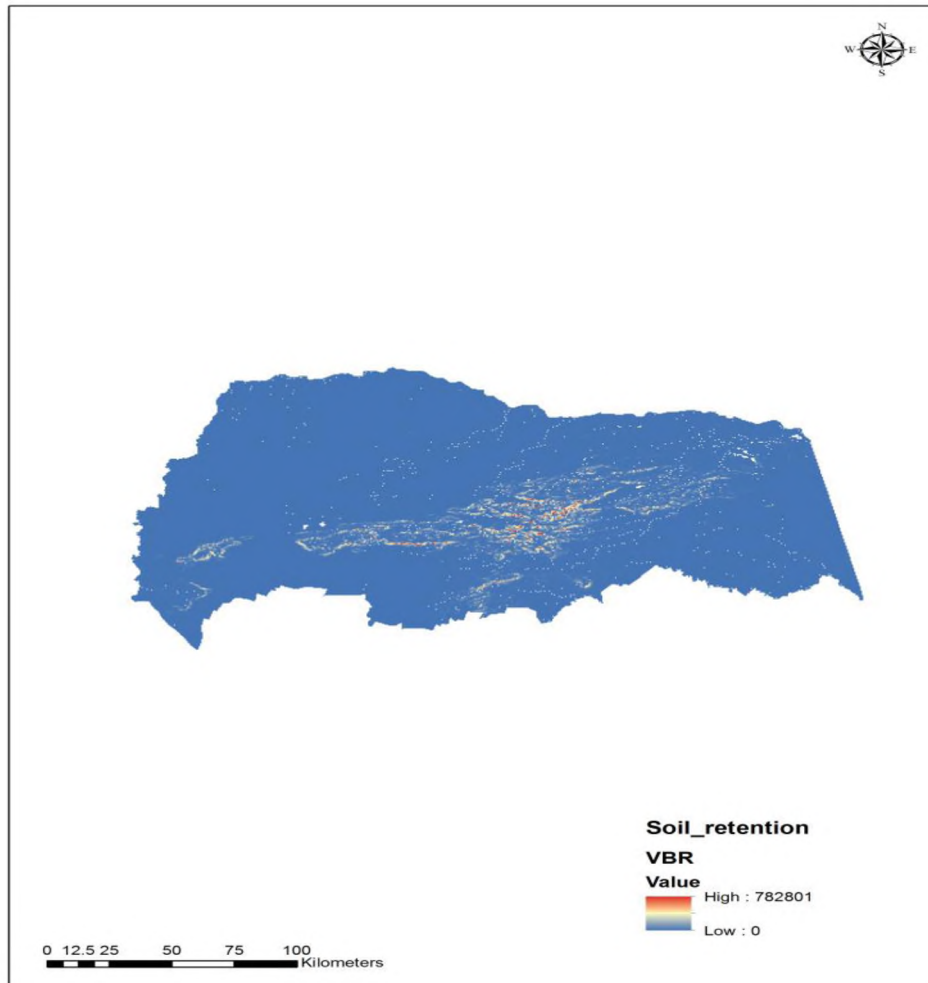 N
W E
S
Soil_retention
VBR
Value
High : 782801
Low : 0
0 12.5 25 50 75 100
Kilometers